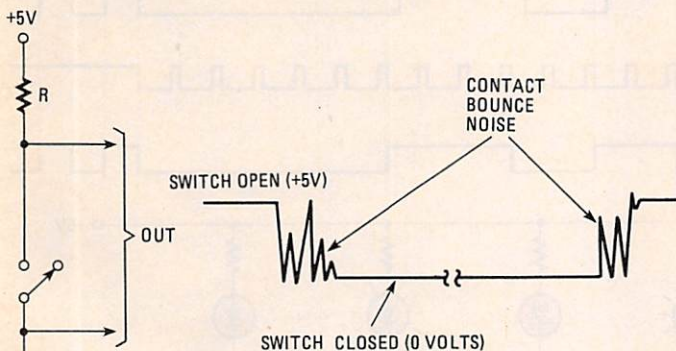 +5V
R
OUT
SWITCH OPEN (+5V)
CONTACT
BOUNCE
NOISE
SWITCH CLOSED (0 VOLTS)